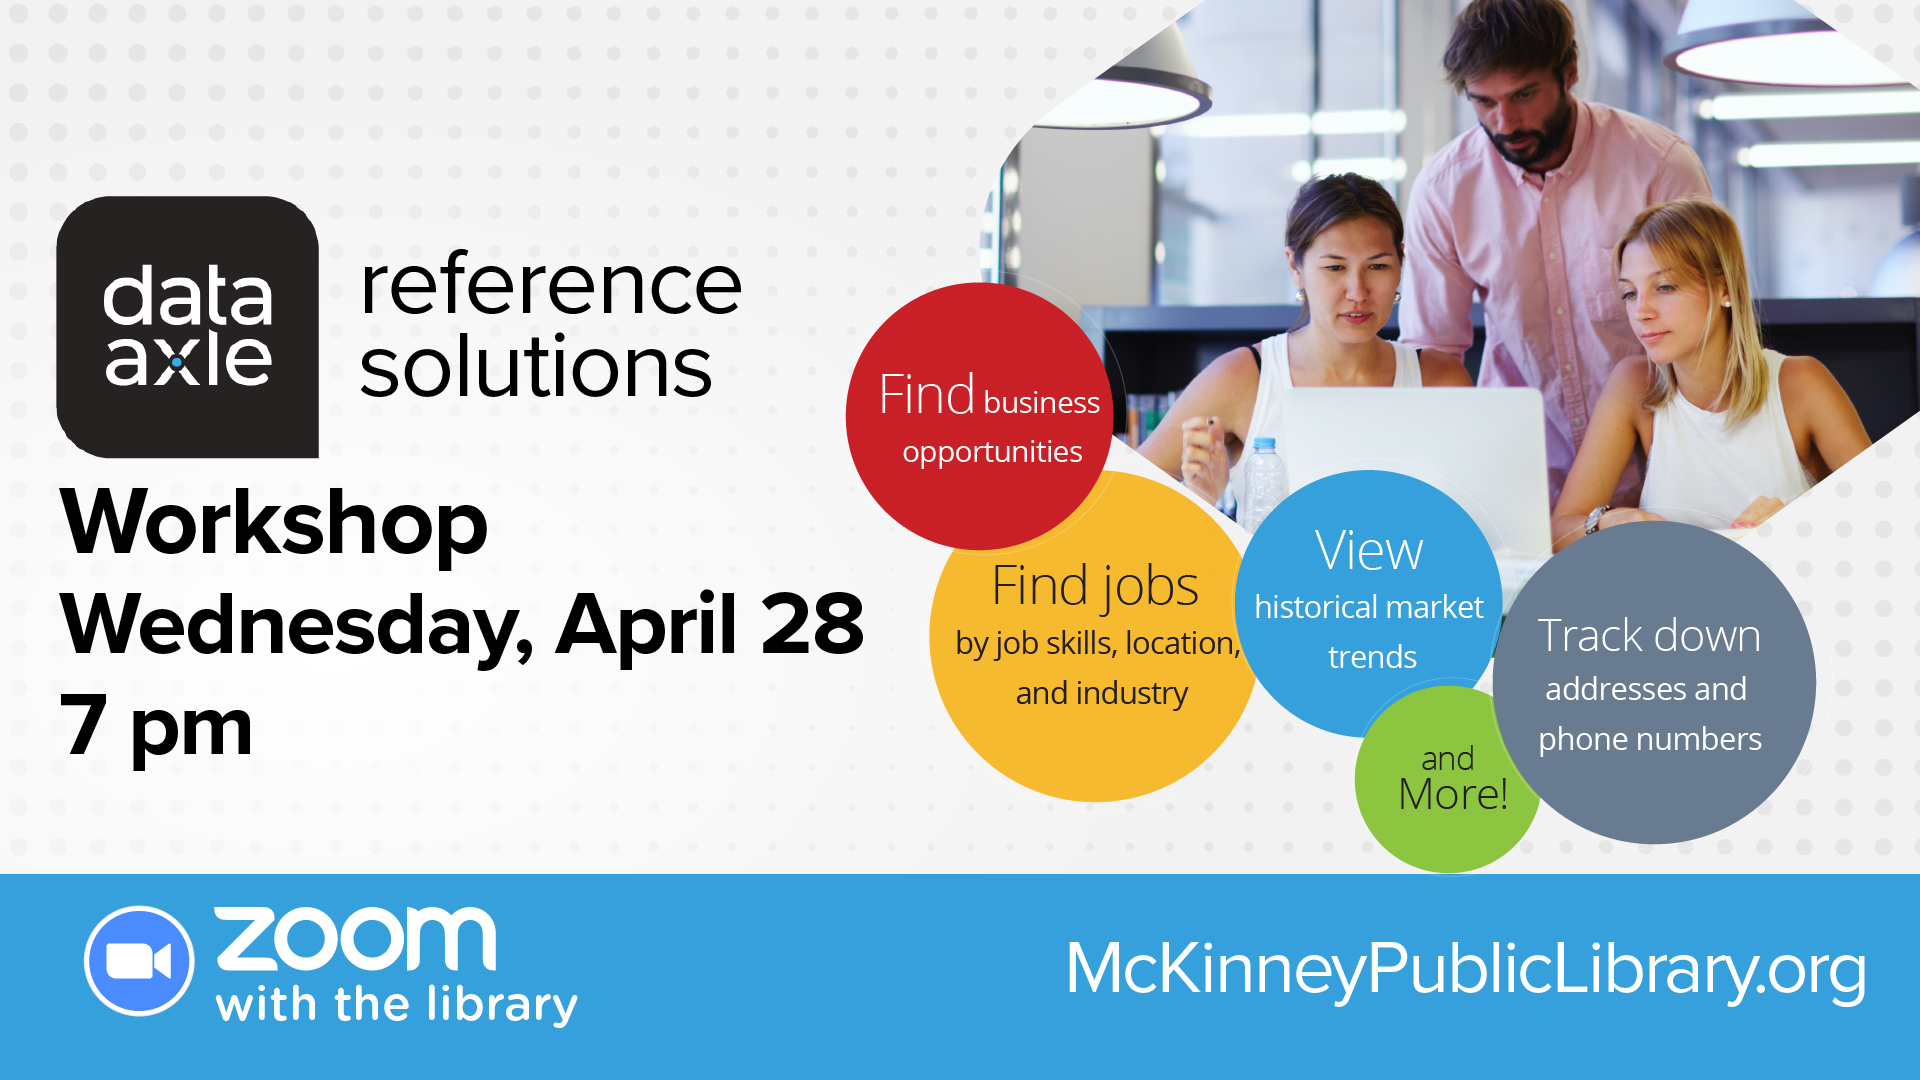 data
axle
reference
solutions
Workshop
Wednesday, April 28
7 pm
Find business
opportunities
Find jobs
by job skills, location,
and industry
View
historical market
trends
Track down
addresses and
phone numbers
and
More!
zoom
with the library
McKinneyPublicLibrary.org